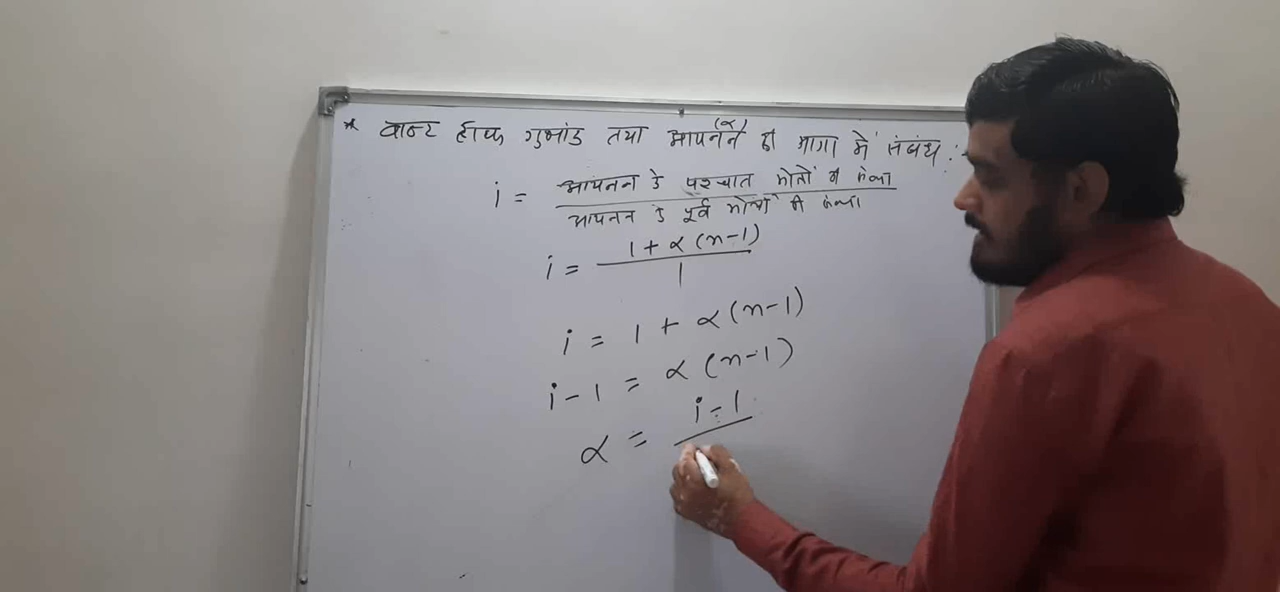 * वान्ट हॉफ गुणांक तथा आयनन (α) की मात्रा में संबंध :-
i = आयनन के पश्चात मोलों की संख्या
आयनन के पूर्व मोलों की संख्या
i = 1 + α (n-1)
1
i = 1 + α (n-1)
i - 1 = α (n-1)
α = i - 1